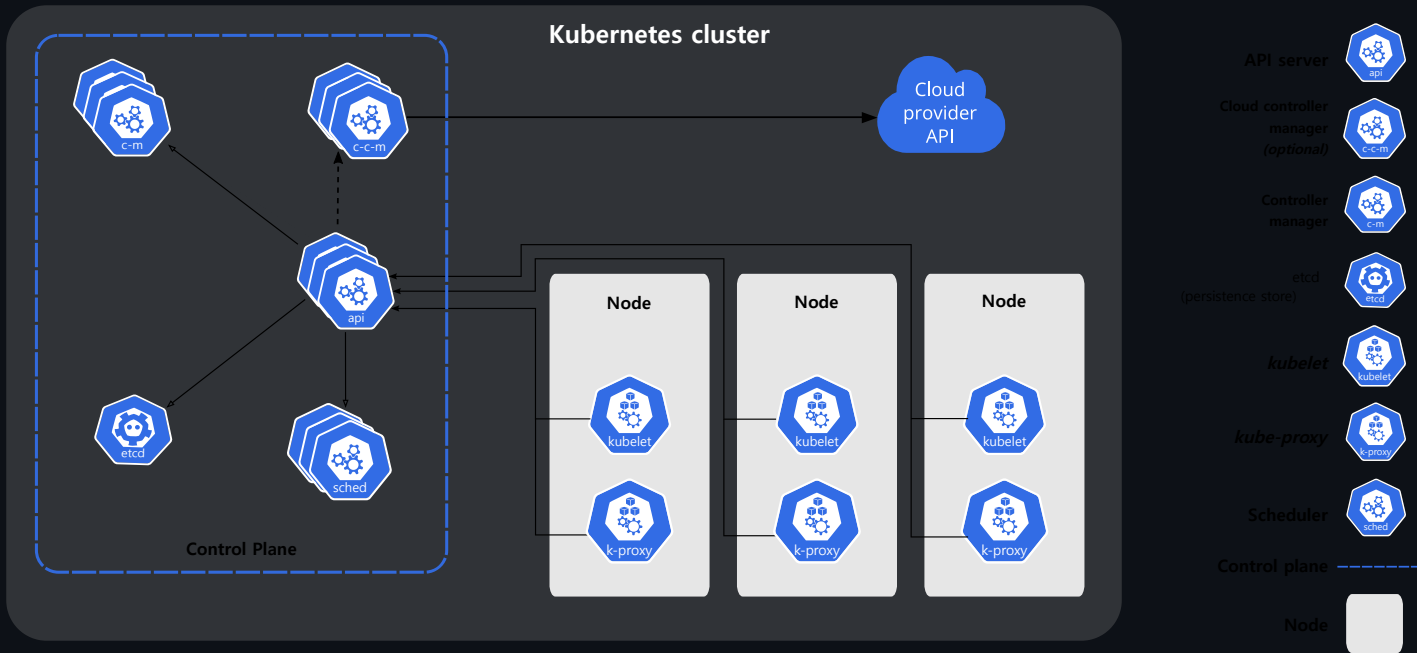 Kubernetes cluster
c-m
c-c-m
Cloud
provider
API
api
etcd
sched
Control Plane
Node
kubelet
k-proxy
Node
kubelet
k-proxy
Node
kubelet
k-proxy
API server
api
Cloud controller
manager
(optional)
c-c-m
Controller
manager
c-m
etcd
(persistence store)
etcd
kubelet
kubelet
kube-proxy
k-proxy
Scheduler
sched
Control plane
Node